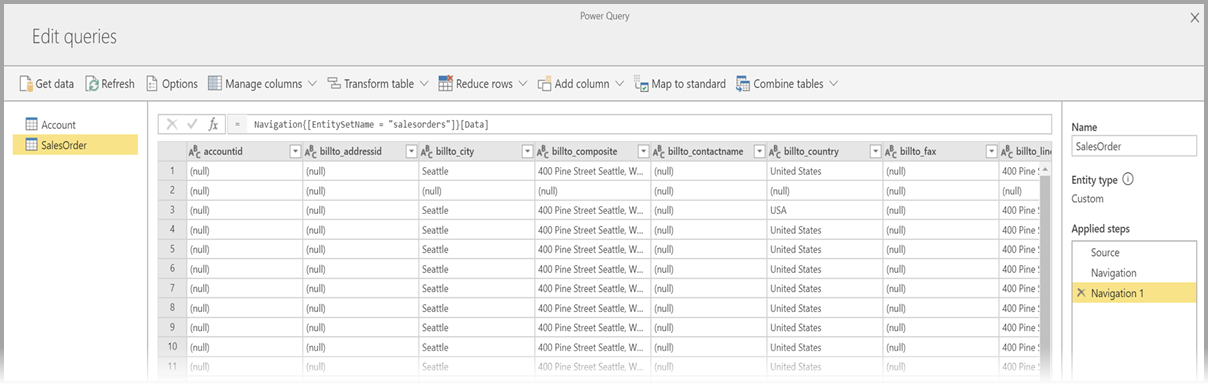 Power Query
Edit queries
Get data Refresh Options Manage columns Transform table Reduce rows Add column Map to standard Combine tables
Account
SalesOrder
fx = Navigation{[EntitySetName = "salesorders"]}[Data]
ABC accountid ABC billto_addressid ABC billto_city ABC billto_composite ABC billto_contactname ABC billto_country ABC billto_fax ABC billto_line
1 (null) (null) Seattle 400 Pine Street Seattle, W... (null) United States (null) 400 Pine S
2 (null) (null) (null) (null) (null) (null) (null) (null)
3 (null) (null) Seattle 400 Pine Street Seattle, W... (null) USA (null) 400 Pine S
4 (null) (null) Seattle 400 Pine Street Seattle, W... (null) United States (null) 400 Pine S
5 (null) (null) Seattle 400 Pine Street Seattle, W... (null) United States (null) 400 Pine S
6 (null) (null) Seattle 400 Pine Street Seattle, W... (null) United States (null) 400 Pine S
7 (null) (null) Seattle 400 Pine Street Seattle, W... (null) United States (null) 400 Pine S
8 (null) (null) Seattle 400 Pine Street Seattle, W... (null) United States (null) 400 Pine S
9 (null) (null) Seattle 400 Pine Street Seattle, W... (null) United States (null) 400 Pine S
10 (null) (null) Seattle 400 Pine Street Seattle, W... (null) United States (null) 400 Pine S
11 (null) (null) Seattle 400 Pine Street Seattle, W... (null) United States (null) 400 Pine S
Name
SalesOrder
Entity type
Custom
Applied steps
Source
Navigation
Navigation 1